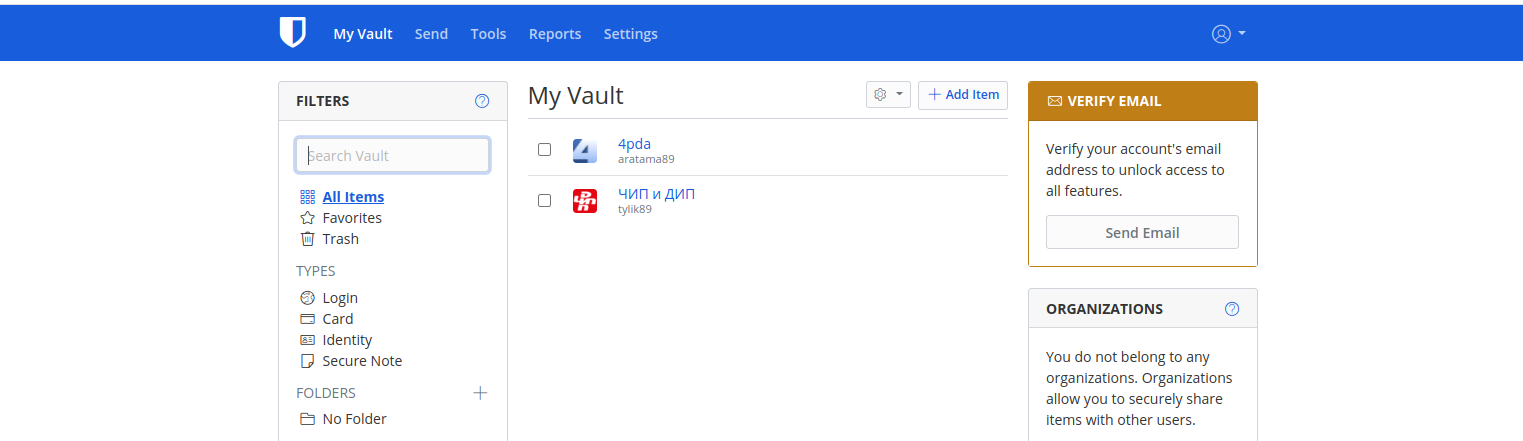 My Vault
Send
Tools
Reports
Settings
FILTERS
Search Vault
All Items
Favorites
Trash
TYPES
Login
Card
Identity
Secure Note
FOLDERS
No Folder
My Vault
Add Item
4pda
aratama89
ЧИП и ДИП
tylik89
VERIFY EMAIL
Verify your account's email
address to unlock access to
all features.
Send Email
ORGANIZATIONS
You do not belong to any
organizations. Organizations
allow you to securely share
items with other users.